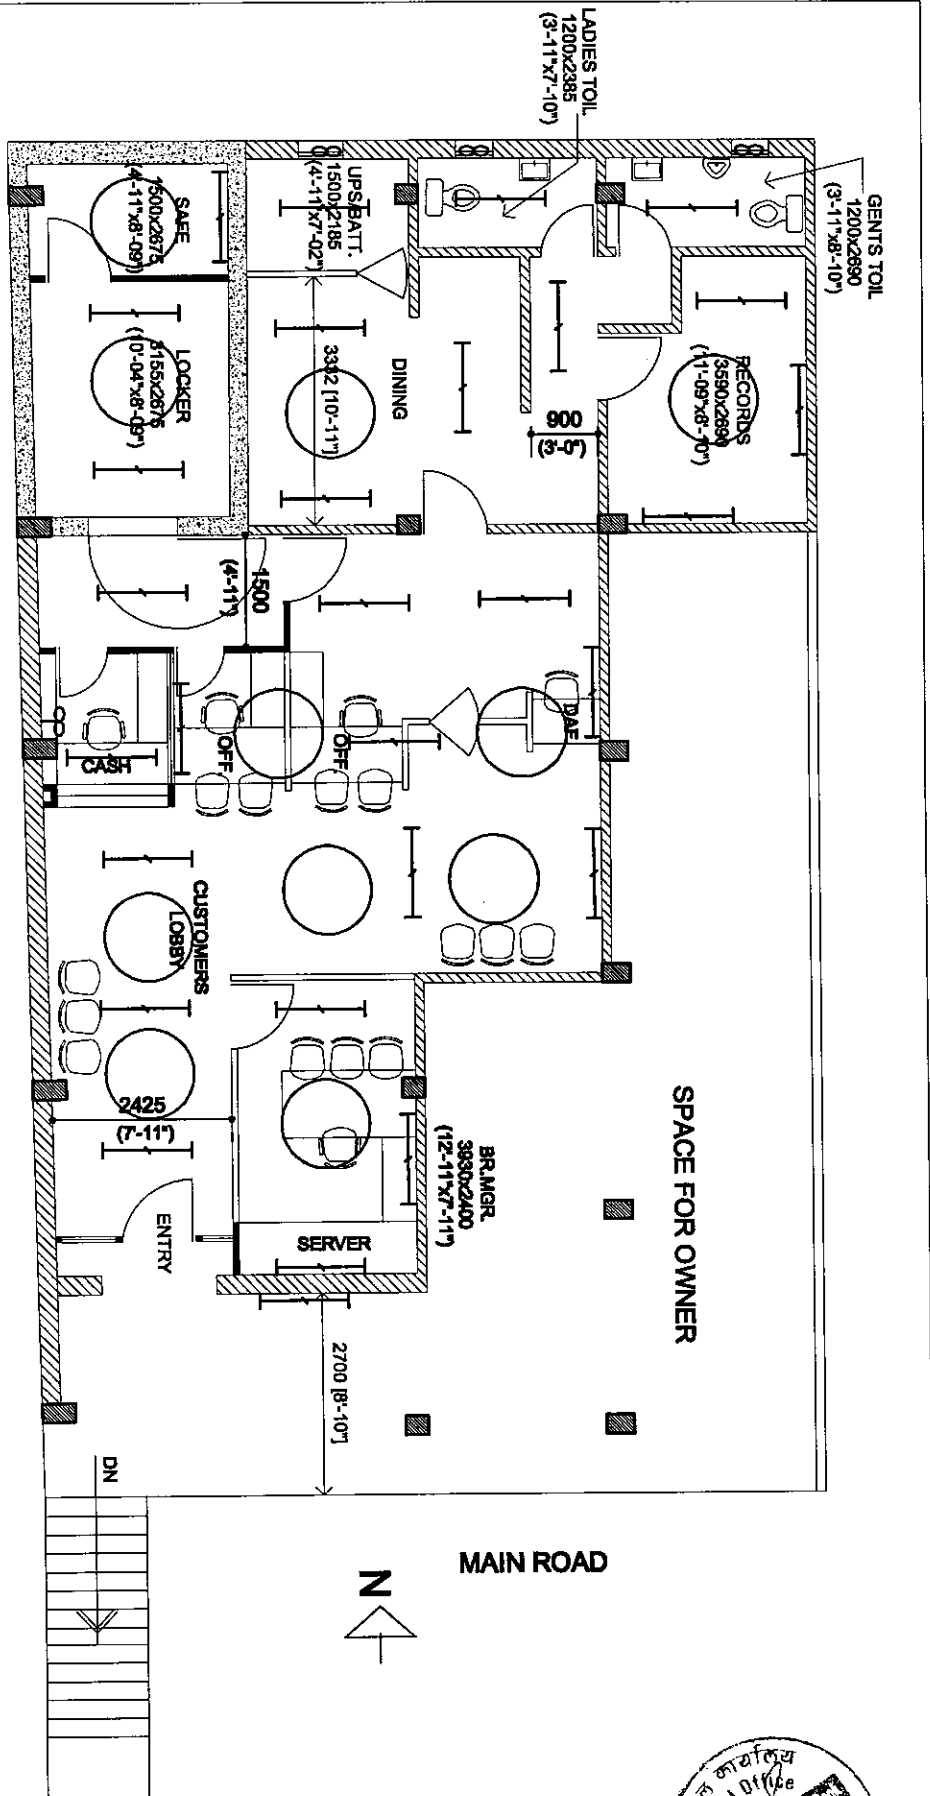 LADIES TOIL.
1200x2385
(3'-11"x7'-10")
GENTS TOIL
1200x2690
(3'-11"x8'-10")
SAFE
1500x2675
(4'-11"x8'-09")
UPS/BATT.
1500x2185
(4'-11"x7'-02")
LOCKER
3155x2675
(10'-04"x8'-09")
3332 [10'-11"]
DINING
900
(3'-0")
RECORDS
3590x2690
(11'-09"x8'-10")
1500
(4'-11")
CASH
OFF
OFF
DAF
CUSTOMERS
LOBBY
2425
(7'-11")
BR.MGR.
3930x2400
(12'-11"x7'-11")
SPACE FOR OWNER
ENTRY
SERVER
2700 [8'-10"]
DN
MAIN ROAD
N
कार्यालय
Office